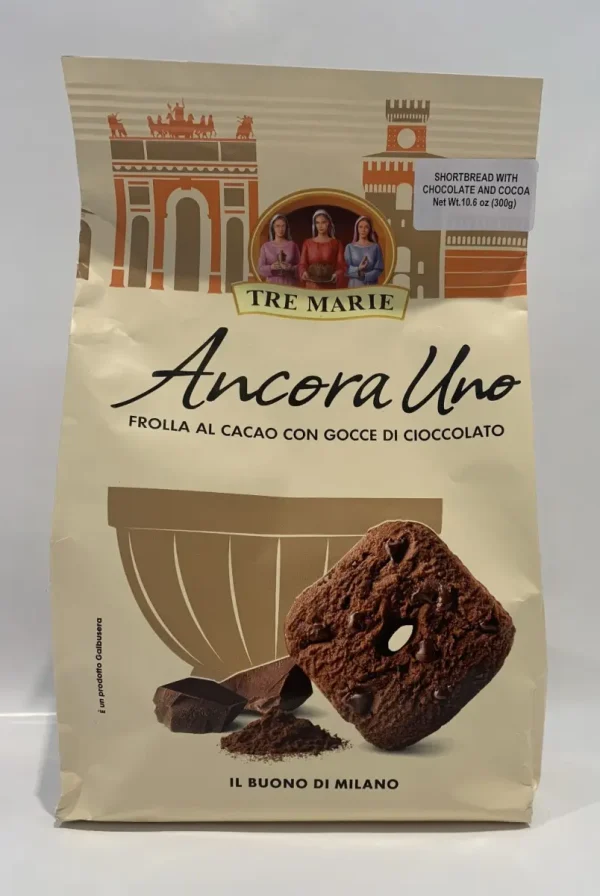 SHORTBREAD WITH
CHOCOLATE AND COCOA
Net Wt.10.6 oz (300g)
TRE MARIE
Ancora Uno
FROLLA AL CACAO CON GOCCE DI CIOCCOLATO
È un prodotto Galbusera
IL BUONO DI MILANO